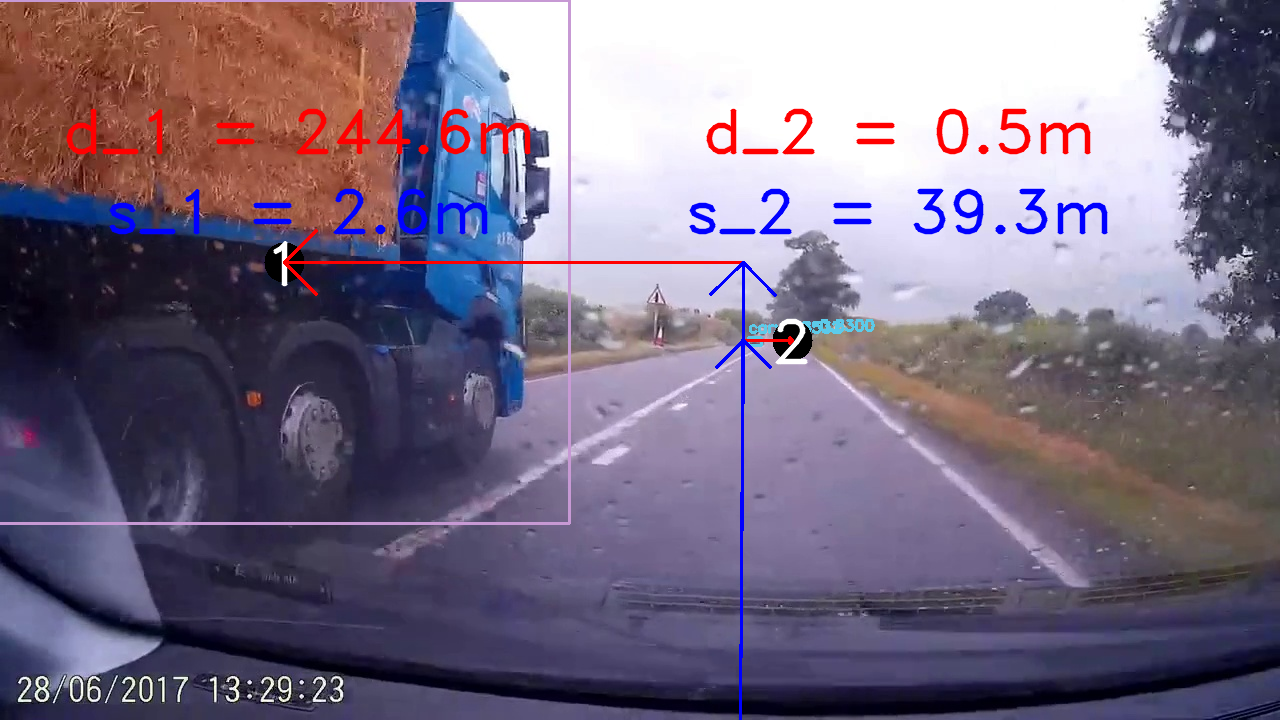 d_1 = 244.6m
d_2 = 0.5m
s_1 = 2.6m
s_2 = 39.3m
1
2
28/06/2017 13:29:23